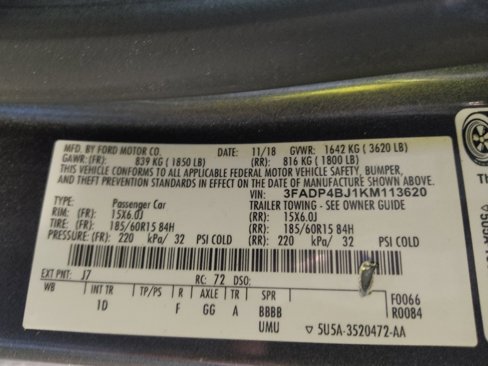 MFD. BY FORD MOTOR CO. DATE: 11/18 GVWR: 1642 KG ( 3620 LB)
GAWR: (FR): 839 KG ( 1850 LB) (RR): 816 KG ( 1800 LB)
THIS VEHICLE CONFORMS TO ALL APPLICABLE FEDERAL MOTOR VEHICLE SAFETY, BUMPER,
AND THEFT PREVENTION STANDARDS IN EFFECT ON THE DATE OF MANUFACTURE SHOWN ABOVE.
VIN: 3FADP4BJ1KM113620
TYPE: Passenger Car TRAILER TOWING - SEE OWNER GUIDE
RIM: (FR): 15X6.0J (RR): 15X6.0J
TIRE: (FR): 185/60R15 84H (RR): 185/60R15 84H
PRESSURE: (FR): 220 kPa/ 32 PSI COLD (RR): 220 kPa/ 32 PSI COLD
EXT PNT: J7 RC: 72 DSO:
WB INT TR TP/PS R AXLE TR SPR F0066
1D F GG A BBBB R0084
UMU ▽ 5U5A-3520472-AA